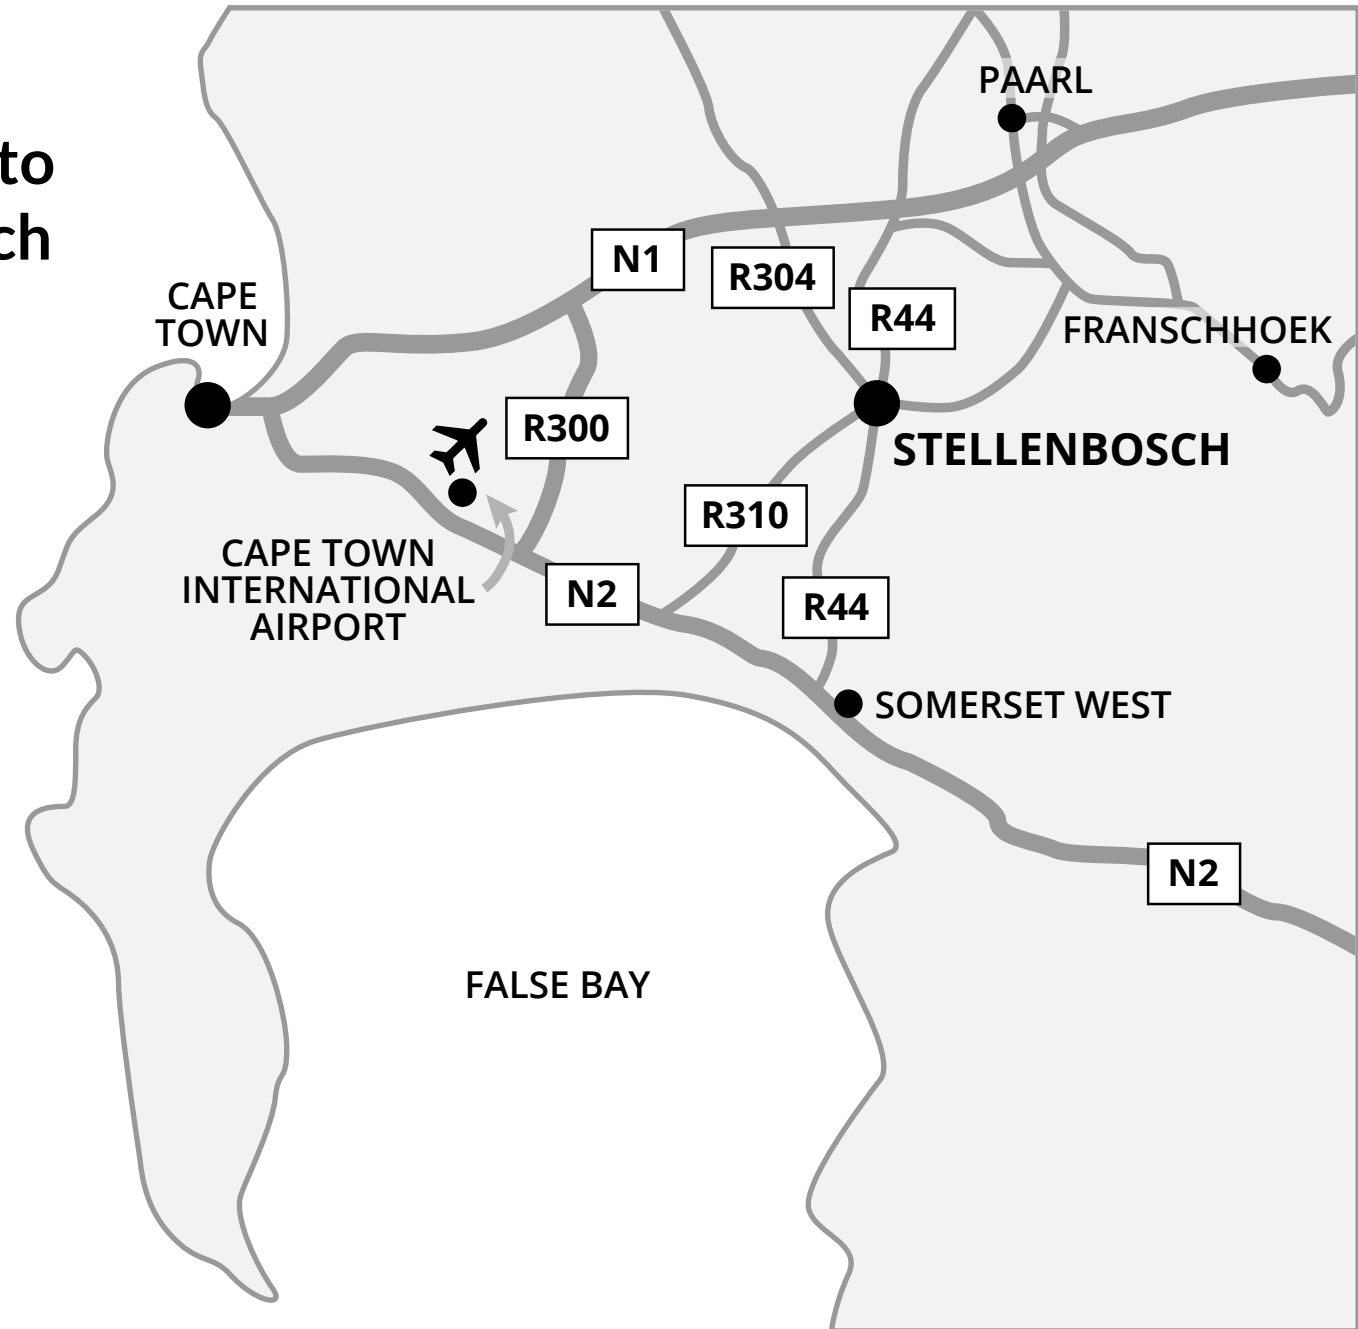 to
ch
PAARL
N1
R304
CAPE
TOWN
R44
FRANSCHHOEK
R300
STELLENBOSCH
R310
CAPE TOWN
INTERNATIONAL
AIRPORT
N2
R44
SOMERSET WEST
N2
FALSE BAY